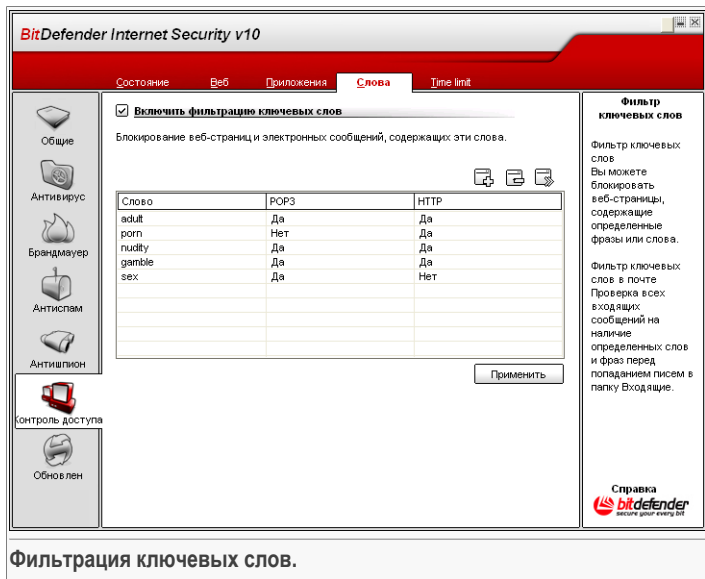 BitDefender Internet Security v10
Состояние Веб Приложения Слова Time limit
Общие
Антивирус
Брандмауер
Антиспам
Антишпион
Контроль доступа
Обновлен
Включить фильтрацию ключевых слов
Блокирование веб-страниц и электронных сообщений, содержащих эти слова.
Слово POP3 HTTP
adult Да Да
porn Нет Да
nudity Да Да
gamble Да Да
sex Да Нет
Применить
Фильтр
ключевых слов
Фильтр ключевых
слов
Вы можете
блокировать
веб-страницы,
содержащие
определенные
фразы или слова.
Фильтр ключевых
слов в почте
Проверка всех
входящих
сообщений на
наличие
определенных слов
и фраз перед
попаданием писем в
папку Входящие.
Справка
bitdefender
secure your every bit
Фильтрация ключевых слов.